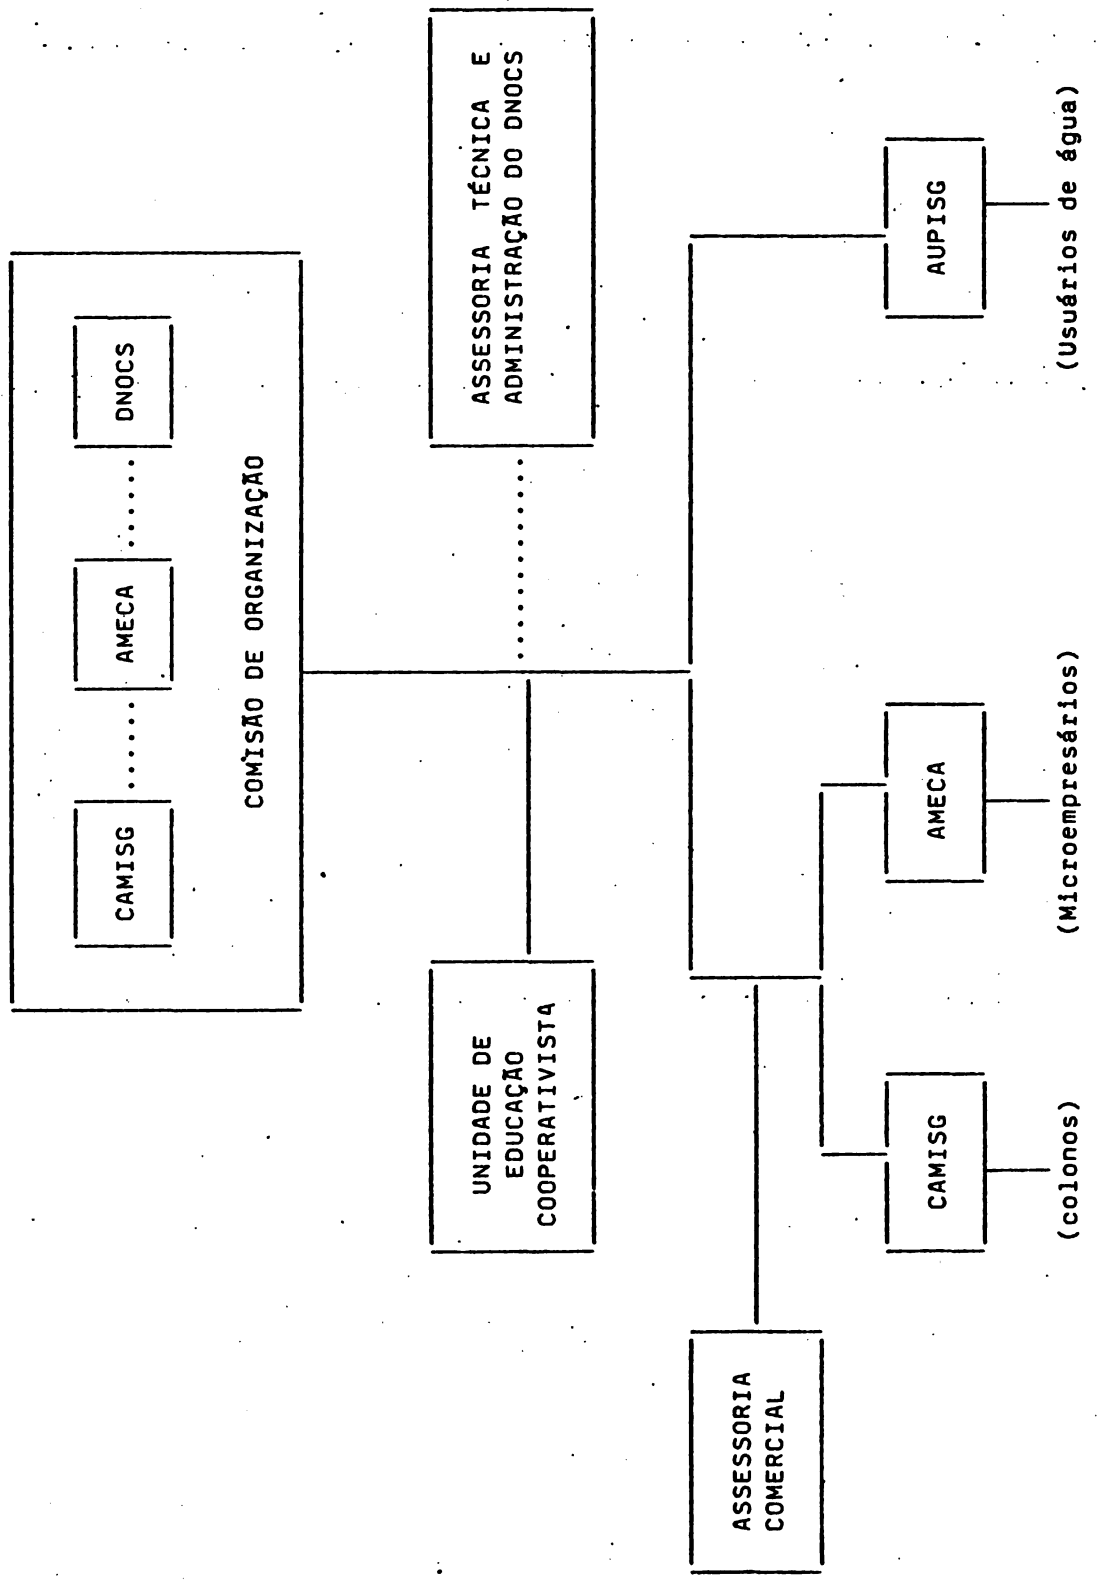 CAMISG ...... AMECA ...... DNOCS
COMISÃO DE ORGANIZAÇÃO
UNIDADE DE
EDUCAÇÃO
COOPERATIVISTA
ASSESSORIA TÉCNICA E
ADMINISTRAÇÃO DO DNOCS
ASSESSORIA
COMERCIAL
CAMISG
AMECA
AUPISG
(colonos)
(Microempresários)
(Usuários de água)